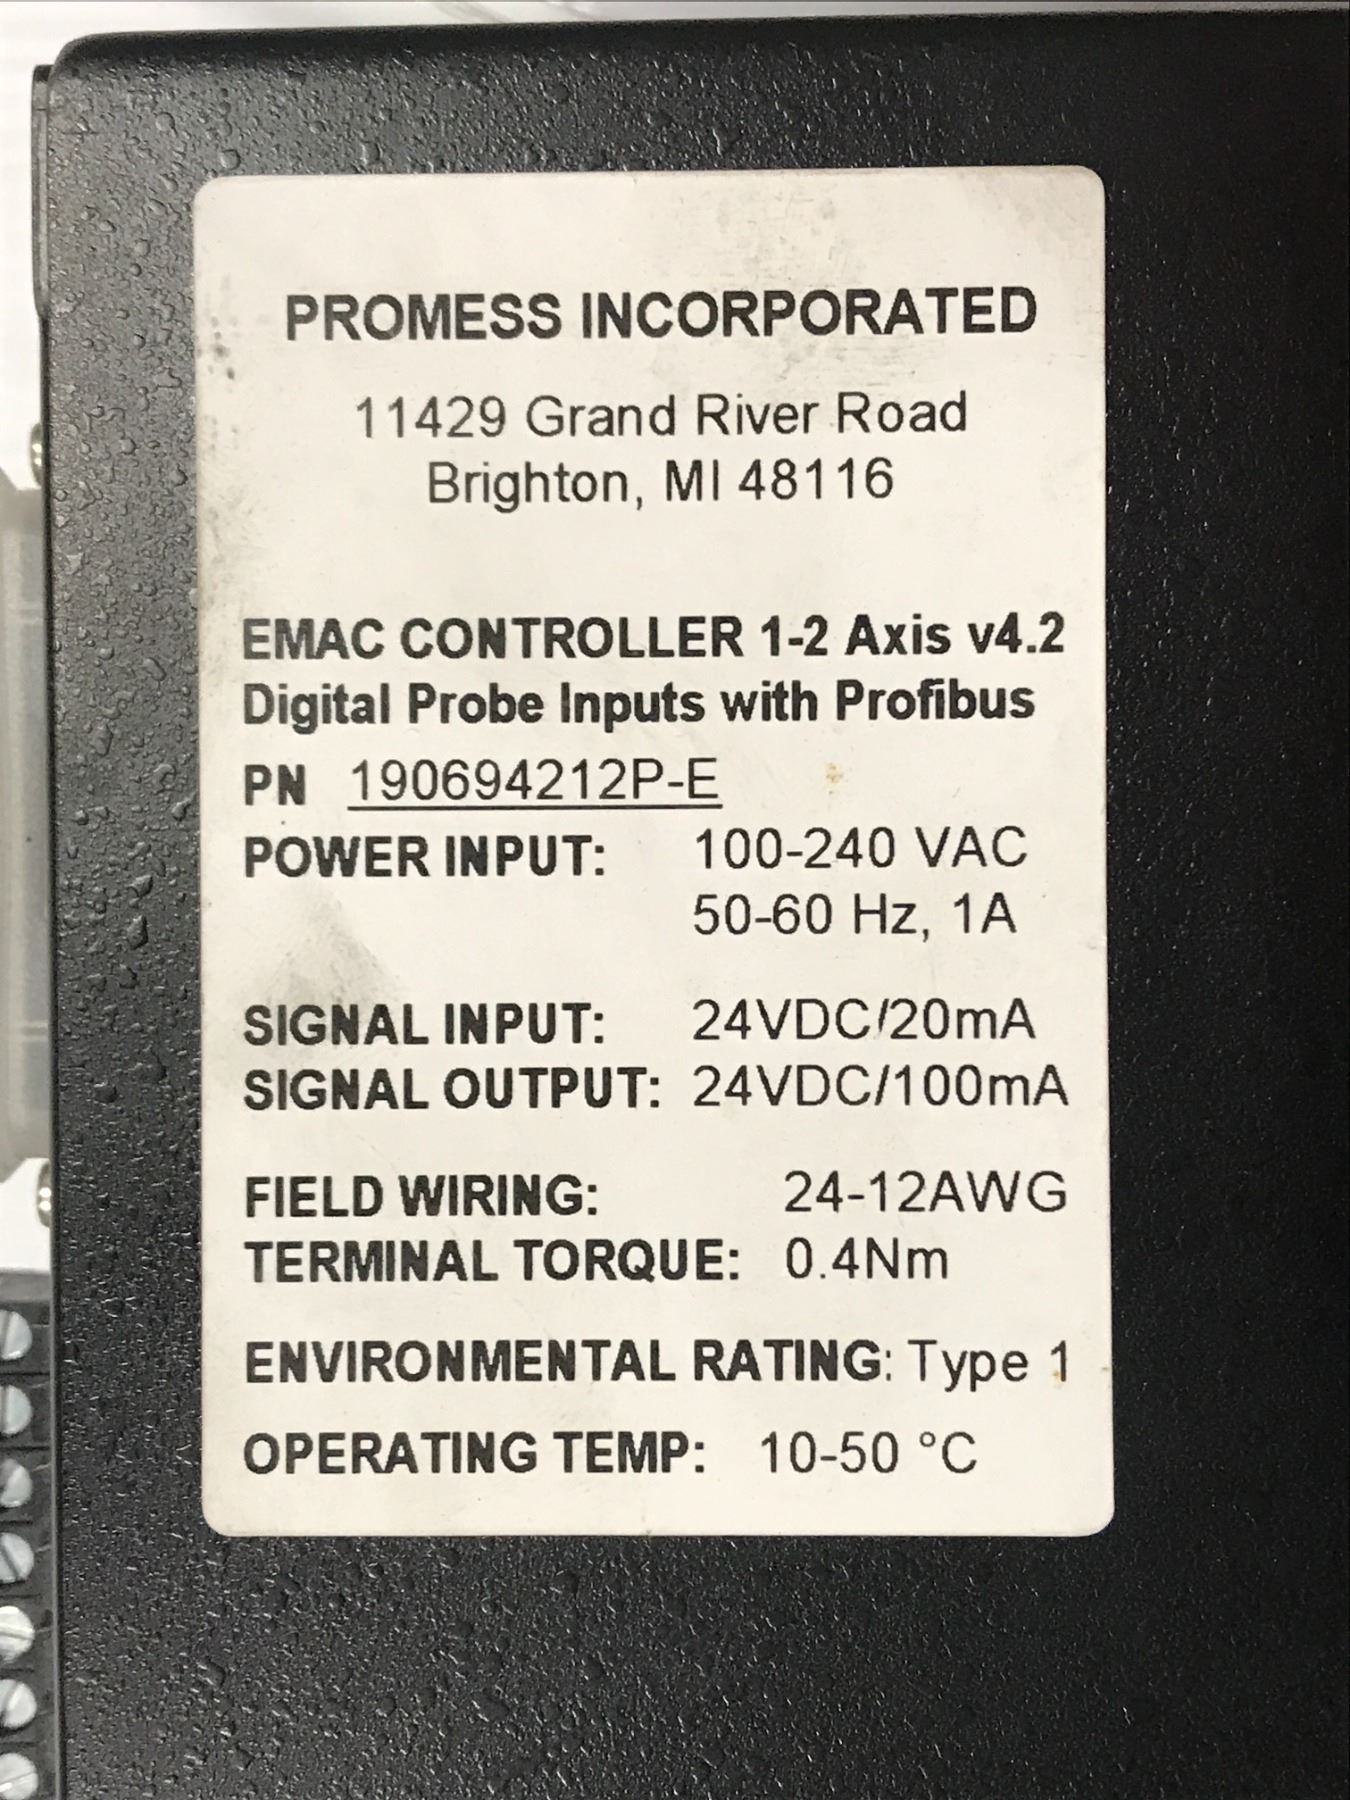 PROMESS INCORPORATED
11429 Grand River Road
Brighton, MI 48116
EMAC CONTROLLER 1-2 Axis v4.2
Digital Probe Inputs with Profibus
PN 190694212P-E
POWER INPUT: 100-240 VAC
50-60 Hz, 1A
SIGNAL INPUT: 24VDC/20mA
SIGNAL OUTPUT: 24VDC/100mA
FIELD WIRING: 24-12AWG
TERMINAL TORQUE: 0.4Nm
ENVIRONMENTAL RATING: Type 1
OPERATING TEMP: 10-50 °C